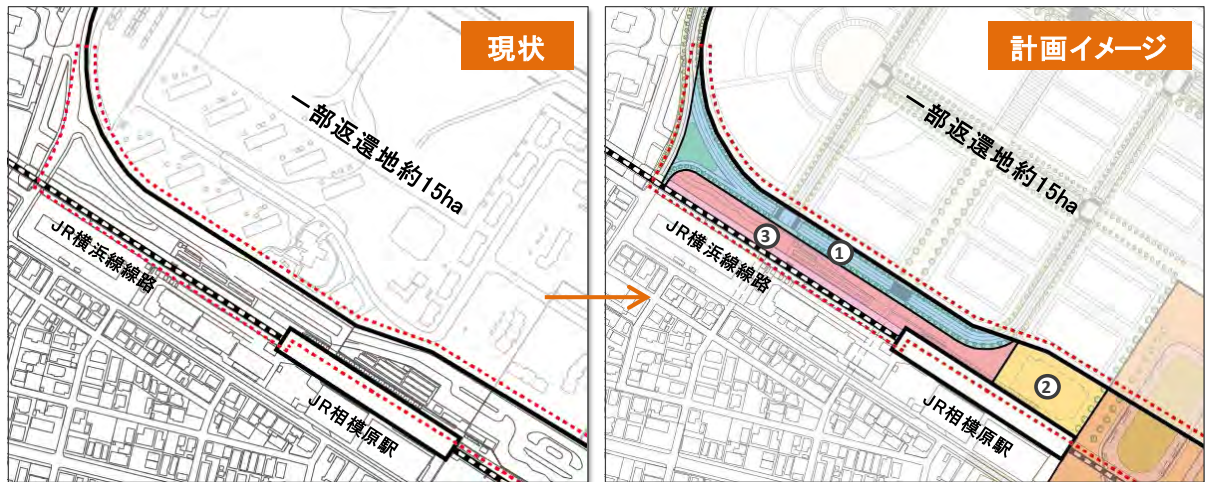 現状
一部返還地約15ha
JR横浜線線路
JR相模原駅
計画イメージ
一部返還地約15ha
①
③
JR横浜線線路
②
JR相模原駅